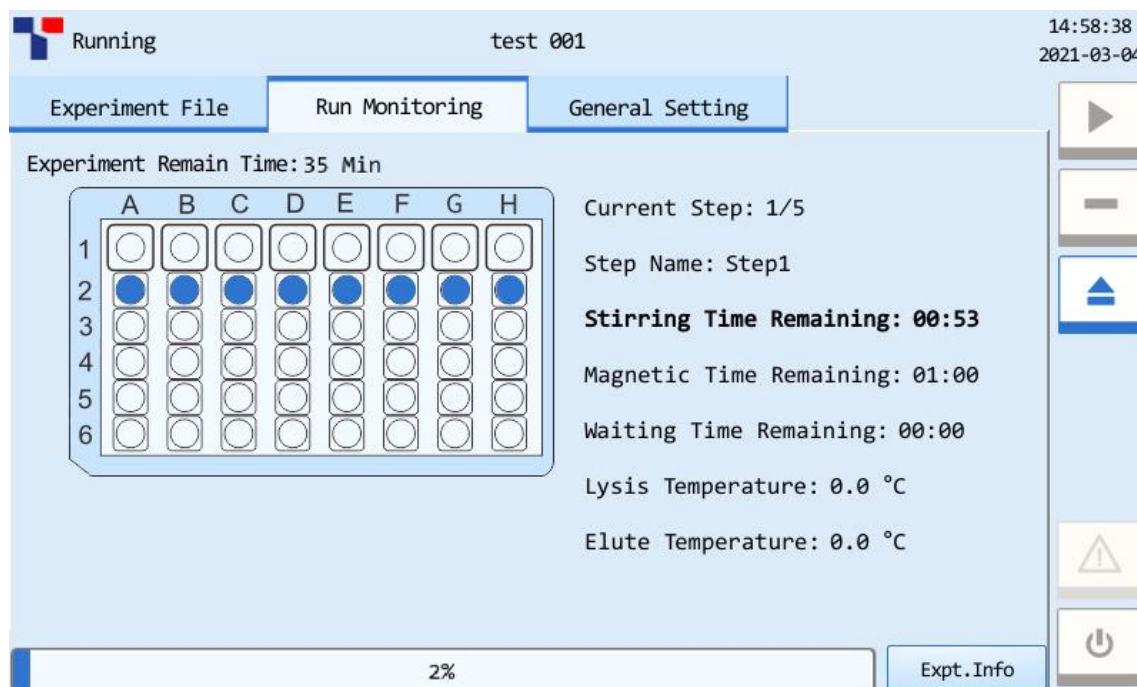 Running test 001 14:58:38
2021-03-04
Experiment File Run Monitoring General Setting
Experiment Remain Time:35 Min
A B C D E F G H
1
2
3
4
5
6
Current Step: 1/5
Step Name: Step1
Stirring Time Remaining: 00:53
Magnetic Time Remaining: 01:00
Waiting Time Remaining: 00:00
Lysis Temperature: 0.0 °C
Elute Temperature: 0.0 °C
2% Expt.Info